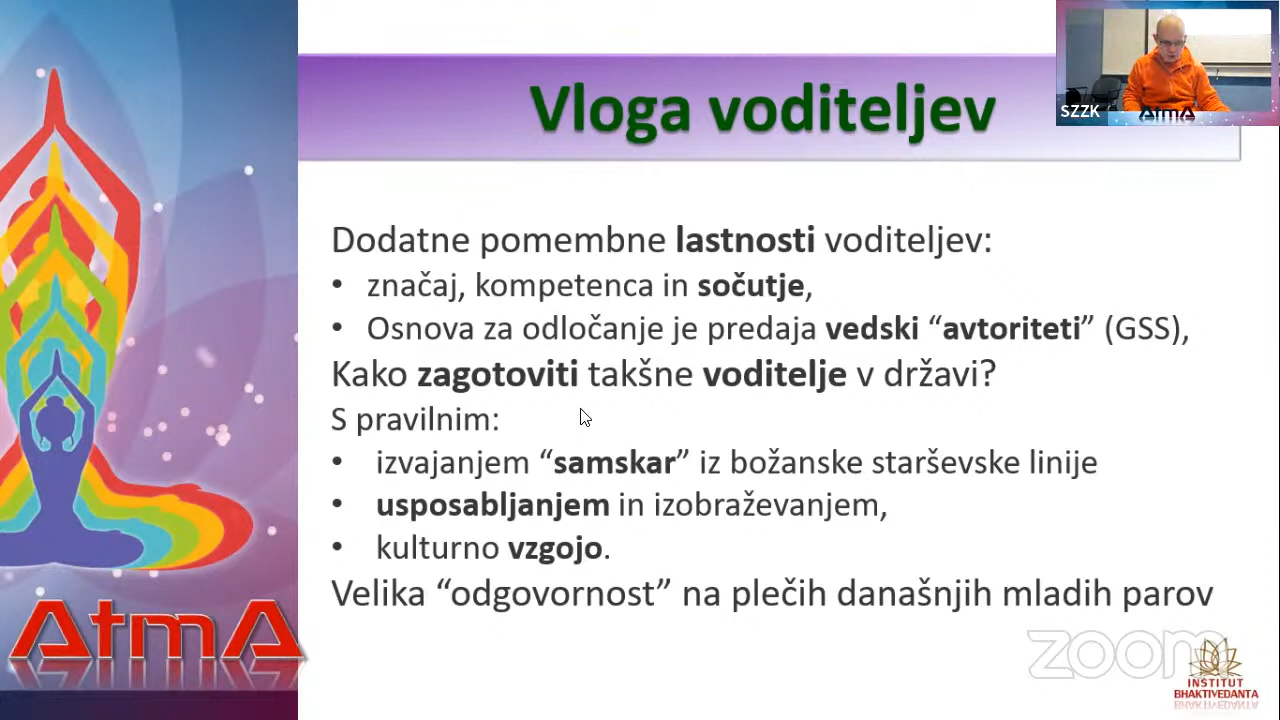 Vloga voditeljev
SZZK
AtmA
Dodatne pomembne lastnosti voditeljev:
• značaj, kompetenca in sočutje,
• Osnova za odločanje je predaja vedski “avtoriteti” (GSS),
Kako zagotoviti takšne voditelje v državi?
S pravilnim:
• izvajanjem “samskar” iz božanske starševske linije
• usposabljanjem in izobraževanjem,
• kulturno vzgojo.
Velika “odgovornost” na plečih današnjih mladih parov
AtmA
zoom
INSTITUT
BHAKTIVEDANTA